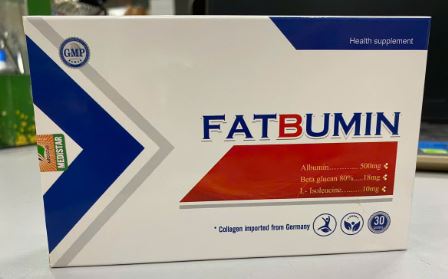 Health supplement
GMP
FATBUMIN
MEDISTAR
Albumin.............. 500mg
Beta glucan 80%....18mg
L- Isoleucine........10mg
* Collagen imported from Germany
30